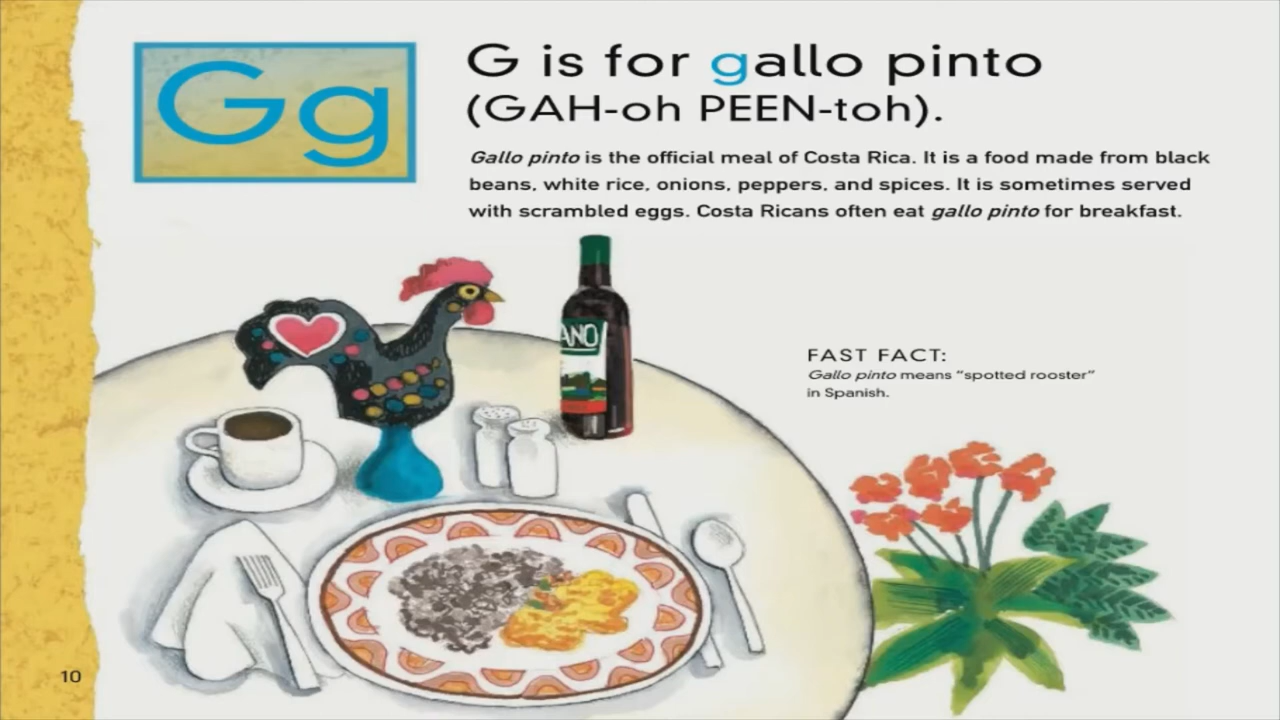 Gg
G is for gallo pinto
(GAH-oh PEEN-toh).
Gallo pinto is the official meal of Costa Rica. It is a food made from black
beans, white rice, onions, peppers, and spices. It is sometimes served
with scrambled eggs. Costa Ricans often eat gallo pinto for breakfast.
ANO
FAST FACT:
Gallo pinto means “spotted rooster”
in Spanish.
10